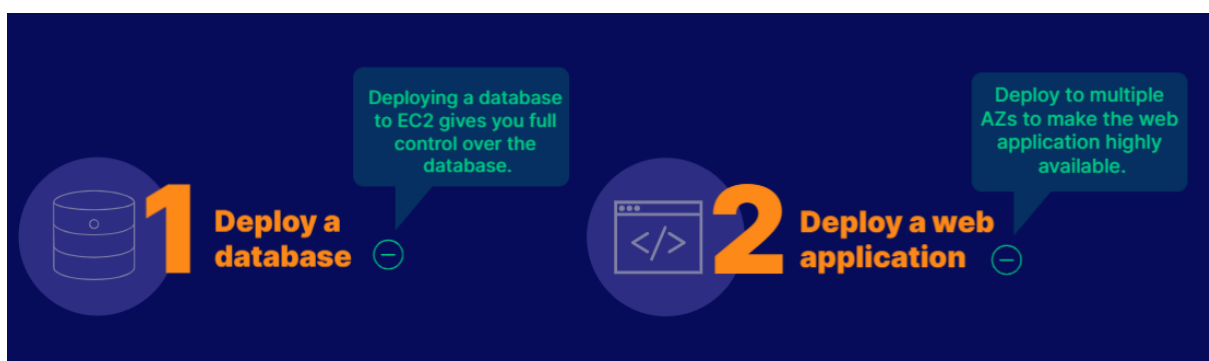 Deploying a database
to EC2 gives you full
control over the
database.
1
Deploy a
database
Deploy to multiple
AZs to make the web
application highly
available.
</>
2
Deploy a web
application